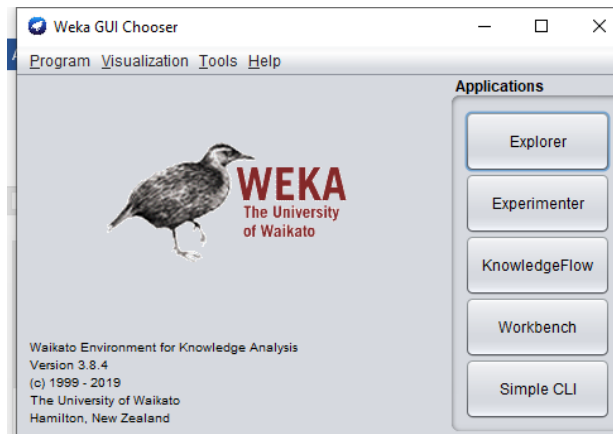 Weka GUI Chooser
Program Visualization Tools Help
Applications
Explorer
WEKA
The University
of Waikato
Experimenter
KnowledgeFlow
Workbench
Simple CLI
Waikato Environment for Knowledge Analysis
Version 3.8.4
(c) 1999 - 2019
The University of Waikato
Hamilton, New Zealand